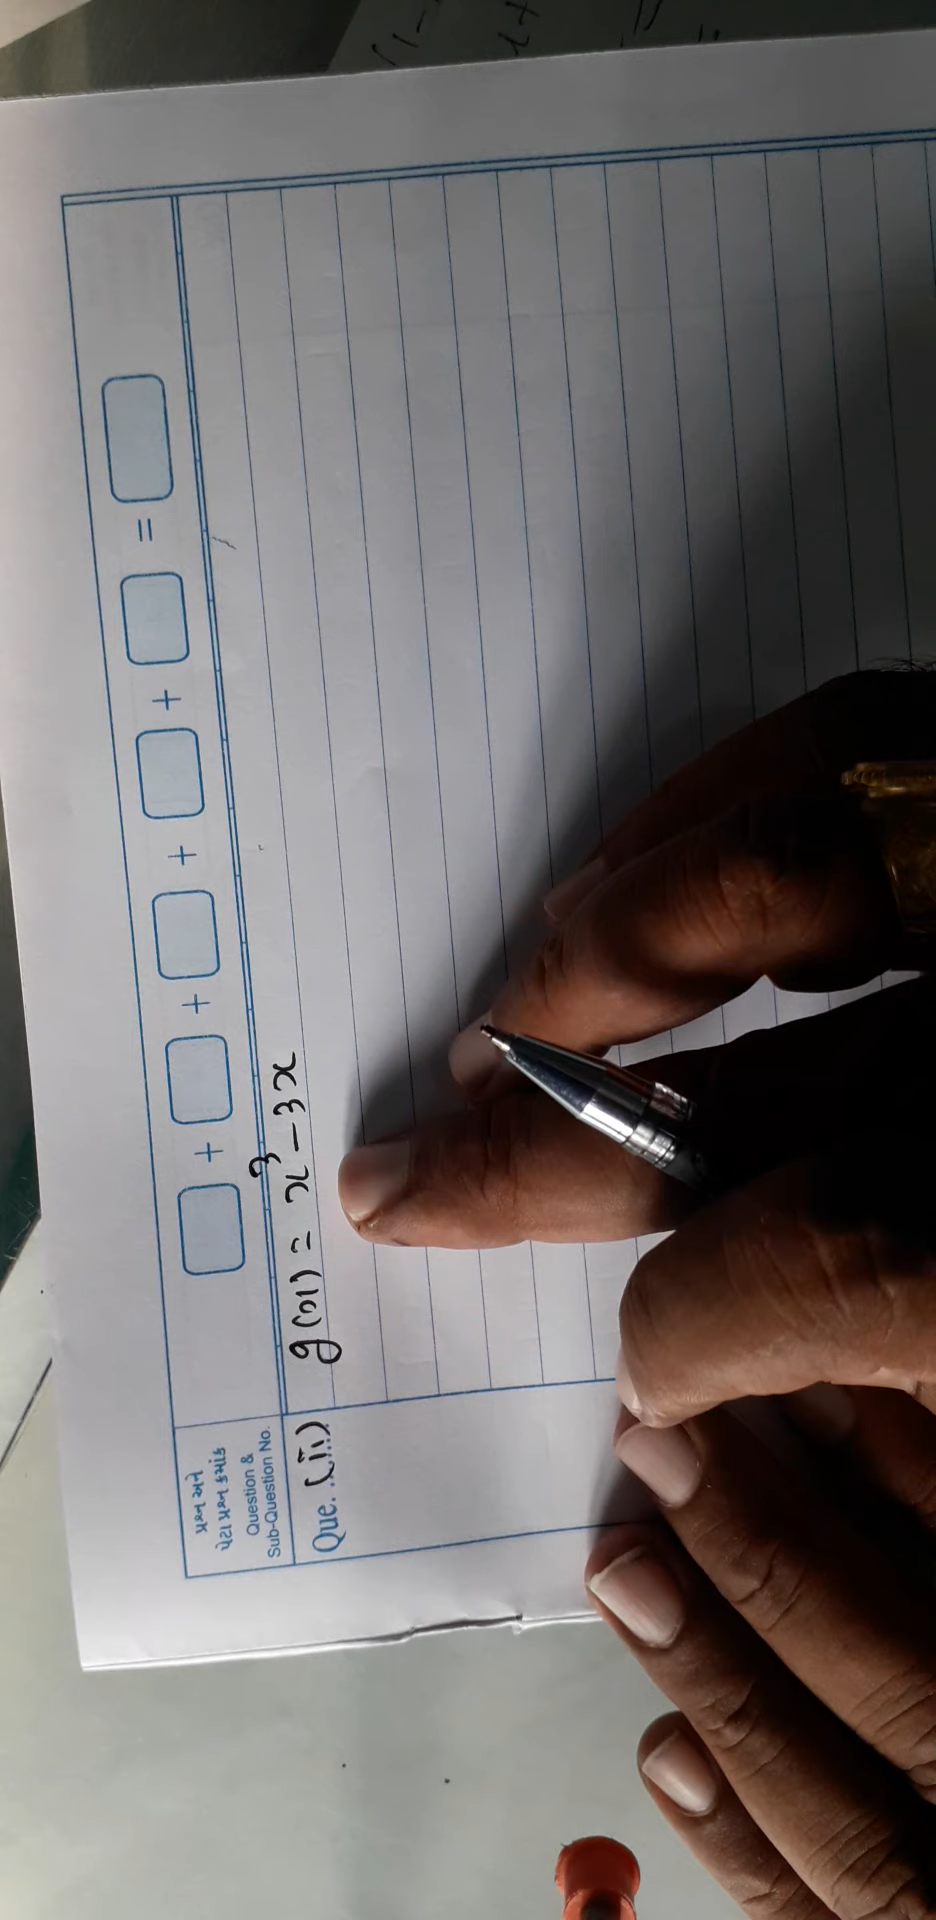 + + + + =
પ્રશ્ન અને
પેટા પ્રશ્ન ક્રમાંક
Question &
Sub-Question No.
Que. (ii) g(x) = x³ - 3x